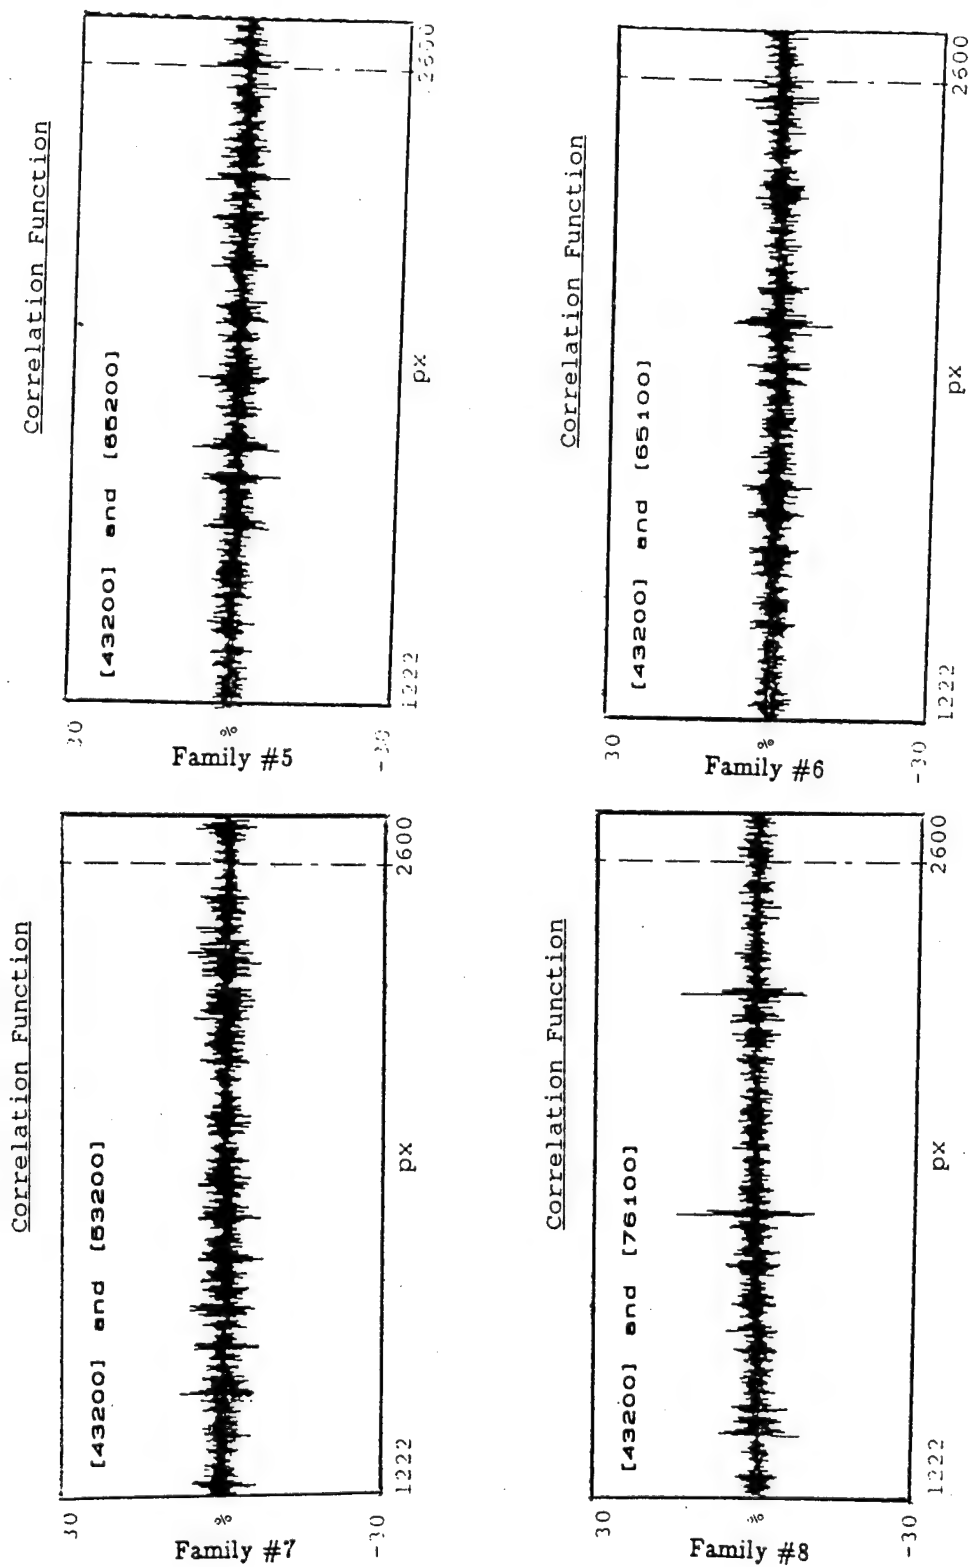 Correlation Function
[43200] and [65200]
30
%
-30
1222
px
2600
Family #5
Correlation Function
[43200] and [65100]
30
%
-30
1222
px
2600
Family #6
Correlation Function
[43200] and [53200]
30
%
-30
1222
px
2600
Family #7
Correlation Function
[43200] and [76100]
30
%
-30
1222
px
2600
Family #8